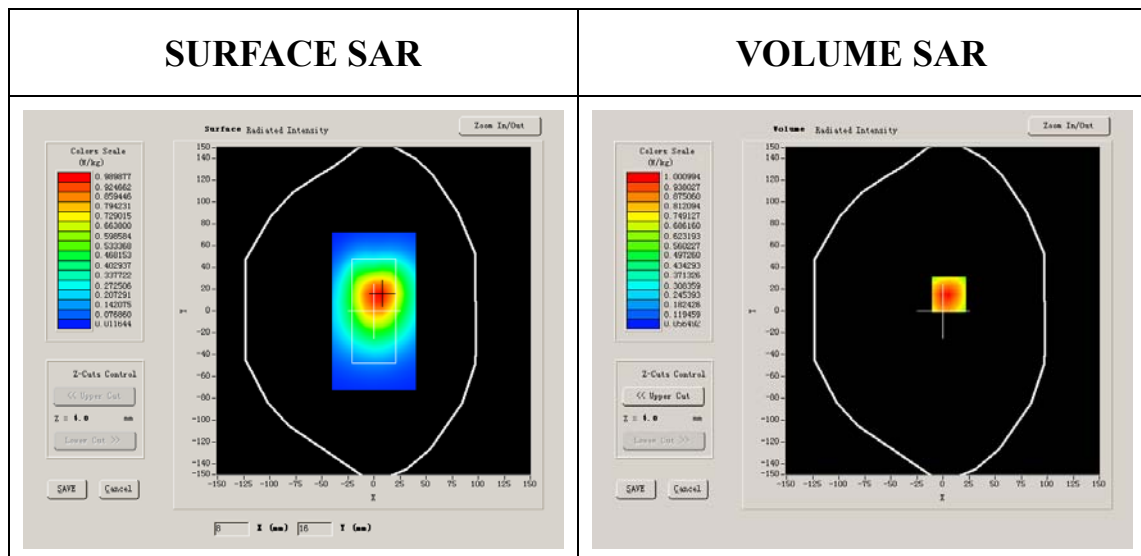 SURFACE SAR
VOLUME SAR
Surface Radiated Intensity
Zoom In/Out
Colors Scale
(W/kg)
0.989877
0.924662
0.859446
0.794231
0.729015
0.663800
0.598584
0.533368
0.468153
0.402937
0.337722
0.272506
0.207291
0.142075
0.076860
0.011644
150
140
120
100
80
60
40
20
0
-20
-40
-60
-80
-100
-120
-140
-150
Y
-150 -125 -100 -75 -50 -25 0 25 50 75 100 125 150
X
Z-Cuts Control
<< Upper Cut
Z = 4.0 mm
Lower Cut >>
SAVE
Cancel
8 X (mm) 16 Y (mm)
Volume Radiated Intensity
Zoom In/Out
Colors Scale
(W/kg)
1.000994
0.938027
0.875060
0.812094
0.749127
0.686160
0.623193
0.560227
0.497260
0.434293
0.371326
0.308359
0.245393
0.182426
0.119459
150
140
120
100
80
60
40
20
0
-20
-40
-60
-80
-100
-120
-140
-150
Y
-150 -125 -100 -75 -50 -25 0 25 50 75 100 125 150
X
Z-Cuts Control
<< Upper Cut
Z = 4.0 mm
Lower Cut >>
SAVE
Cancel